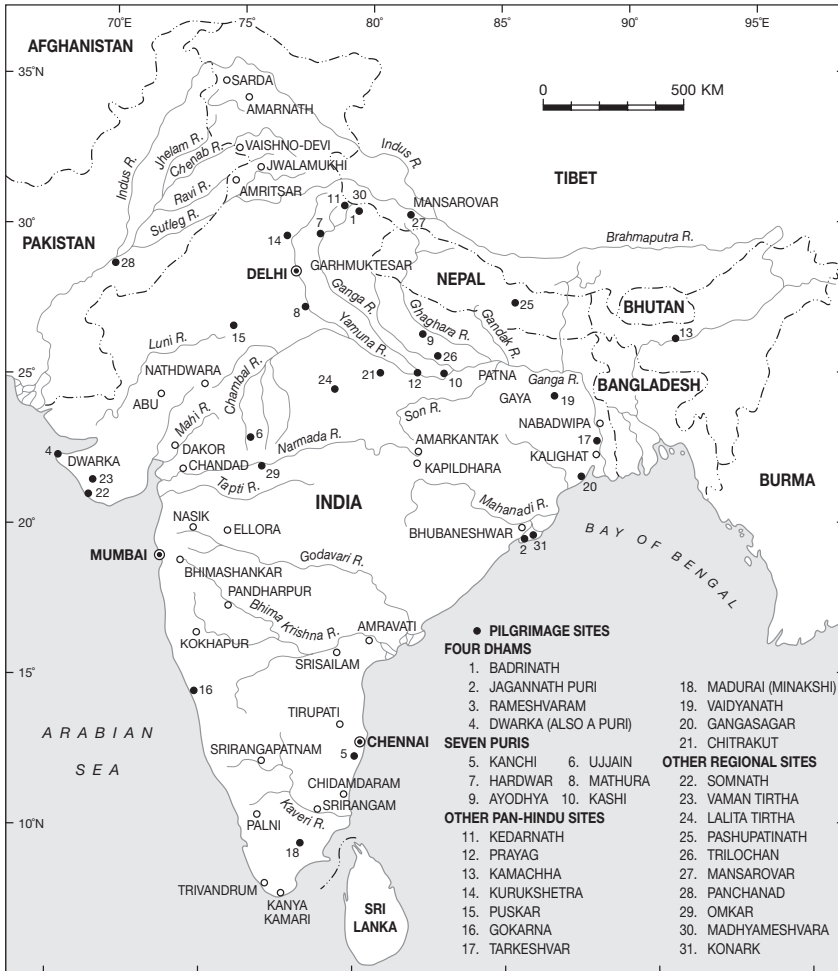 70°E
75°E
80°E
85°E
90°E
95°E
AFGHANISTAN
35°N
SARDA
AMARNATH
0 500 KM
Indus R.
Jhelam R.
Chenab R.
VAISHNO-DEVI
JWALAMUKHI
Indus R.
TIBET
Ravi R.
AMRITSAR
Sutleg R.
11
30
1
MANSAROVAR
27
30°
PAKISTAN
14
7
Brahmaputra R.
28
DELHI
GARHMUKTESAR
NEPAL
8
Ganga R.
Ghaghara R.
25
BHUTAN
15
Yamuna R.
Gandak R.
13
Luni R.
9
26
25°
NATHDWARA
21
12
10
PATNA
Ganga R.
BANGLADESH
ABU
Chambal R.
24
GAYA
19
Son R.
NABADWIPA
Mahi R.
6
Narmada R.
AMARKANTAK
17
4
DWARKA
DAKOR
KALIGHAT
CHANDAD
29
KAPILDHARA
23
22
Tapti R.
INDIA
20
BURMA
Mahanadi R.
20°
NASIK
ELLORA
BHUBANESHWAR
2
31
BAY OF BENGAL
MUMBAI
Godavari R.
BHIMASHANKAR
PANDHARPUR
Bhima Krishna R.
AMRAVATI
KOKHAPUR
SRISAILAM
15°
16
TIRUPATI
ARABIAN
SEA
CHENNAI
SRIRANGAPATNAM
5
CHIDAMDARAM
SRIRANGAM
10°N
Kaveri R.
PALNI
18
TRIVANDRUM
KANYA
KAMARI
SRI
LANKA
PILGRIMAGE SITES
FOUR DHAMS
1. BADRINATH
2. JAGANNATH PURI
3. RAMESHVARAM
4. DWARKA (ALSO A PURI)
SEVEN PURIS
5. KANCHI 6. UJJAIN
7. HARDWAR 8. MATHURA
9. AYODHYA 10. KASHI
OTHER PAN-HINDU SITES
11. KEDARNATH
12. PRAYAG
13. KAMACHHA
14. KURUKSHETRA
15. PUSKAR
16. GOKARNA
17. TARKESHVAR
18. MADURAI (MINAKSHI)
19. VAIDYANATH
20. GANGASAGAR
21. CHITRAKUT
OTHER REGIONAL SITES
22. SOMNATH
23. VAMAN TIRTHA
24. LALITA TIRTHA
25. PASHUPATINATH
26. TRILOCHAN
27. MANSAROVAR
28. PANCHANAD
29. OMKAR
30. MADHYAMESHVARA
31. KONARK